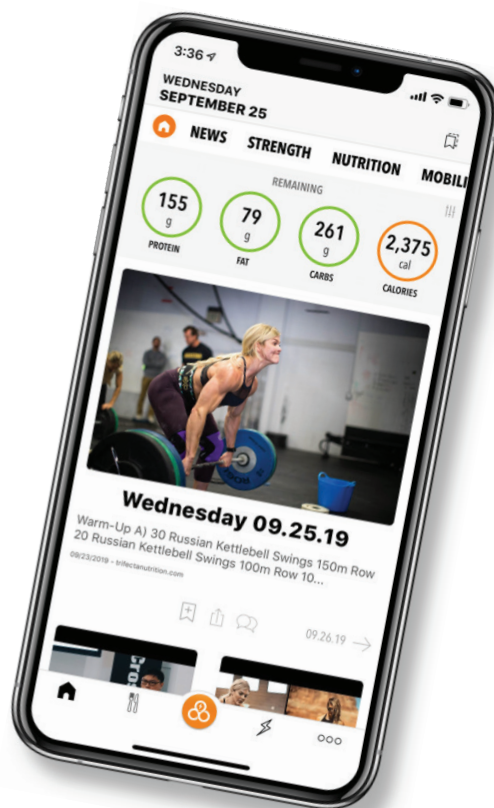 3:36
WEDNESDAY
SEPTEMBER 25
NEWS STRENGTH NUTRITION MOBILI
REMAINING
155 79 261 2,375
g g g cal
PROTEIN FAT CARBS CALORIES
Wednesday 09.25.19
Warm-Up A) 30 Russian Kettlebell Swings 150m Row
20 Russian Kettlebell Swings 100m Row 10...
09/23/2019 - trifectanutrition.com
09.26.19
Cros